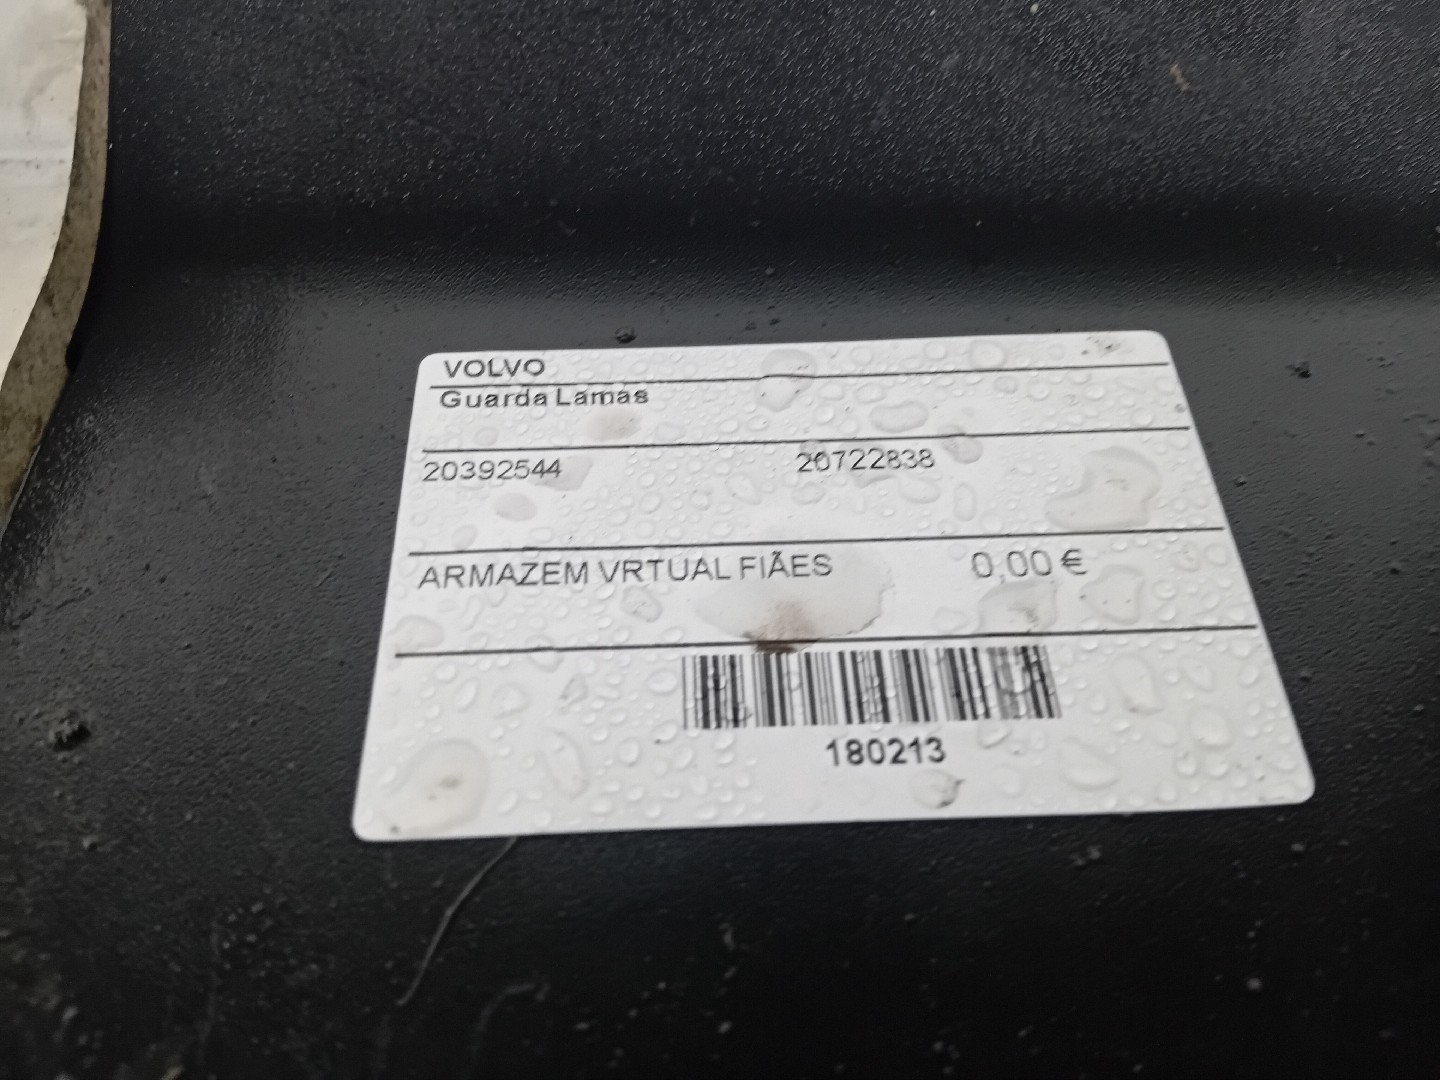 VOLVO
Guarda Lamas
20392544 20722838
ARMAZEM VRTUAL FIÃES 0,00 €
180213